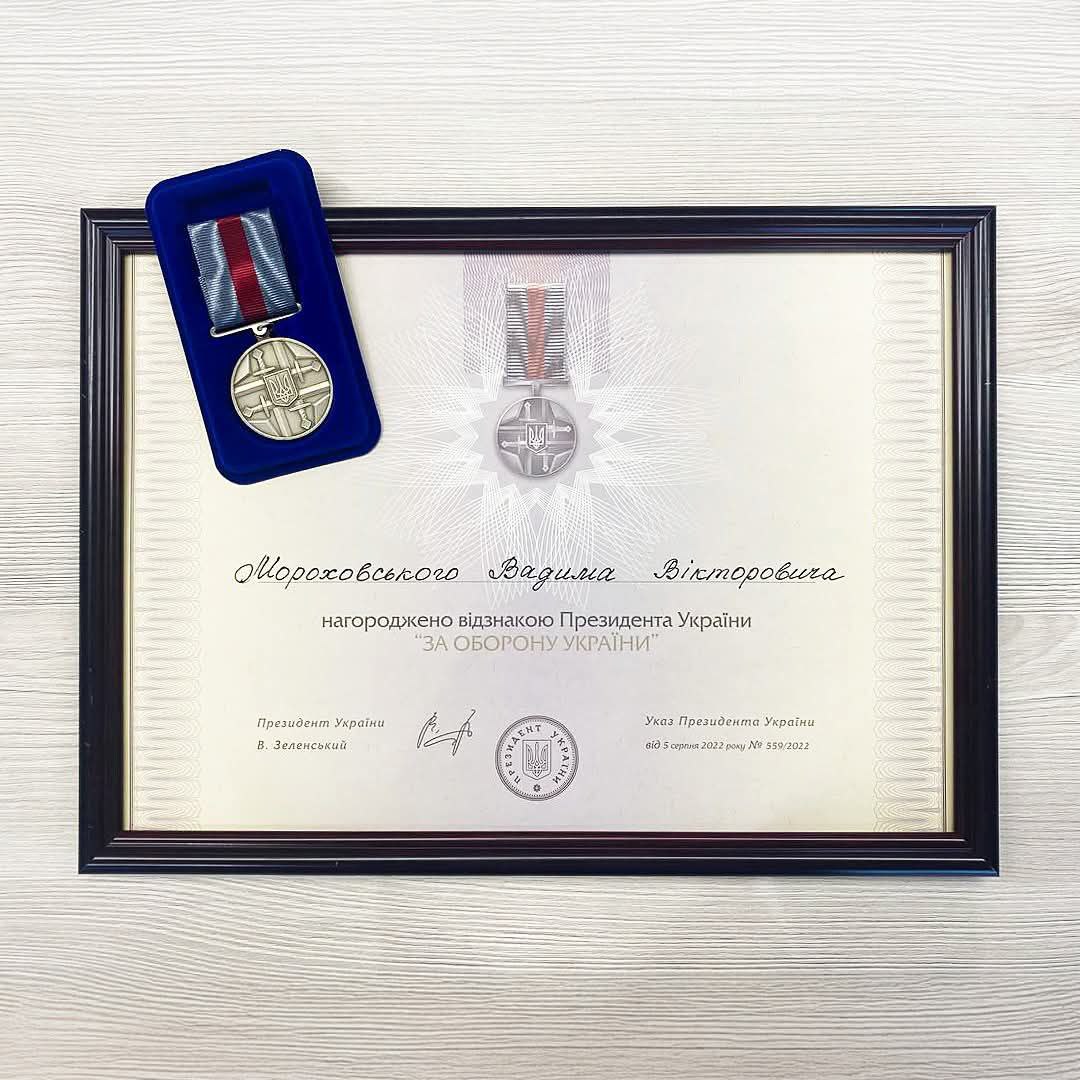 Мороховського Вадима Вікторовича
нагороджено відзнакою Президента України
“ЗА ОБОРОНУ УКРАЇНИ”
Президент України
В. Зеленський
ПРЕЗИДЕНТ УКРАЇНИ
Указ Президента України
від 5 серпня 2022 року № 559/2022